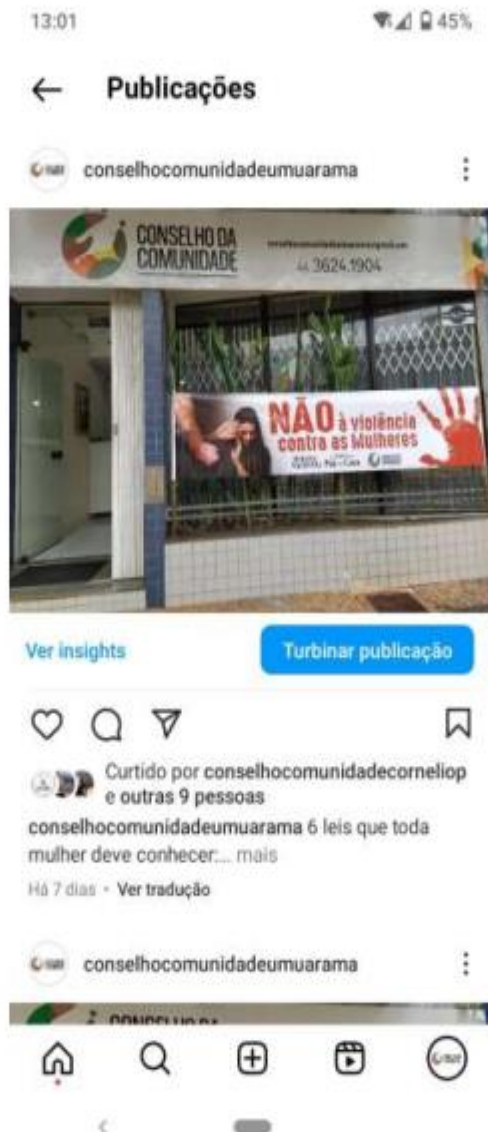 13:01
45%
Publicações
conselhocomunidadeumuarama
CONSELHO DA
COMUNIDADE
44 3624.1904
NÃO à violência
contra as Mulheres
Ver insights
Turbinar publicação
Curtido por conselhocomunidadecorneliop
e outras 9 pessoas
conselhocomunidadeumuarama 6 leis que toda
mulher deve conhecer:... mais
Há 7 dias • Ver tradução
conselhocomunidadeumuarama